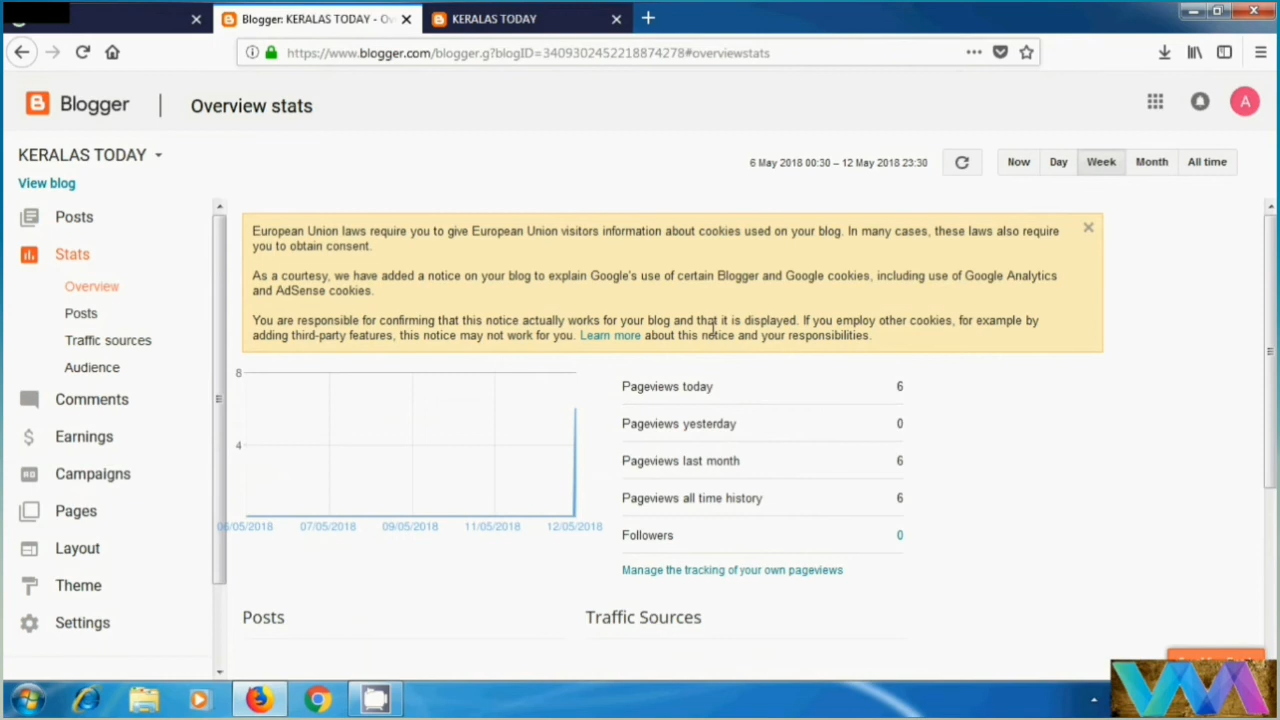 Blogger: KERALAS TODAY - Ov
KERALAS TODAY
https://www.blogger.com/blogger.g?blogID=3409302452218874278#overviewstats
Blogger
Overview stats
A
KERALAS TODAY
View blog
6 May 2018 00:30 – 12 May 2018 23:30
Now
Day
Week
Month
All time
Posts
Stats
Overview
Posts
Traffic sources
Audience
Comments
Earnings
Campaigns
Pages
Layout
Theme
Settings
European Union laws require you to give European Union visitors information about cookies used on your blog. In many cases, these laws also require
you to obtain consent.
As a courtesy, we have added a notice on your blog to explain Google's use of certain Blogger and Google cookies, including use of Google Analytics
and AdSense cookies.
You are responsible for confirming that this notice actually works for your blog and that it is displayed. If you employ other cookies, for example by
adding third-party features, this notice may not work for you. Learn more about this notice and your responsibilities.
8
4
06/05/2018 07/05/2018 09/05/2018 11/05/2018 12/05/2018
Pageviews today 6
Pageviews yesterday 0
Pageviews last month 6
Pageviews all time history 6
Followers 0
Manage the tracking of your own pageviews
Posts
Traffic Sources